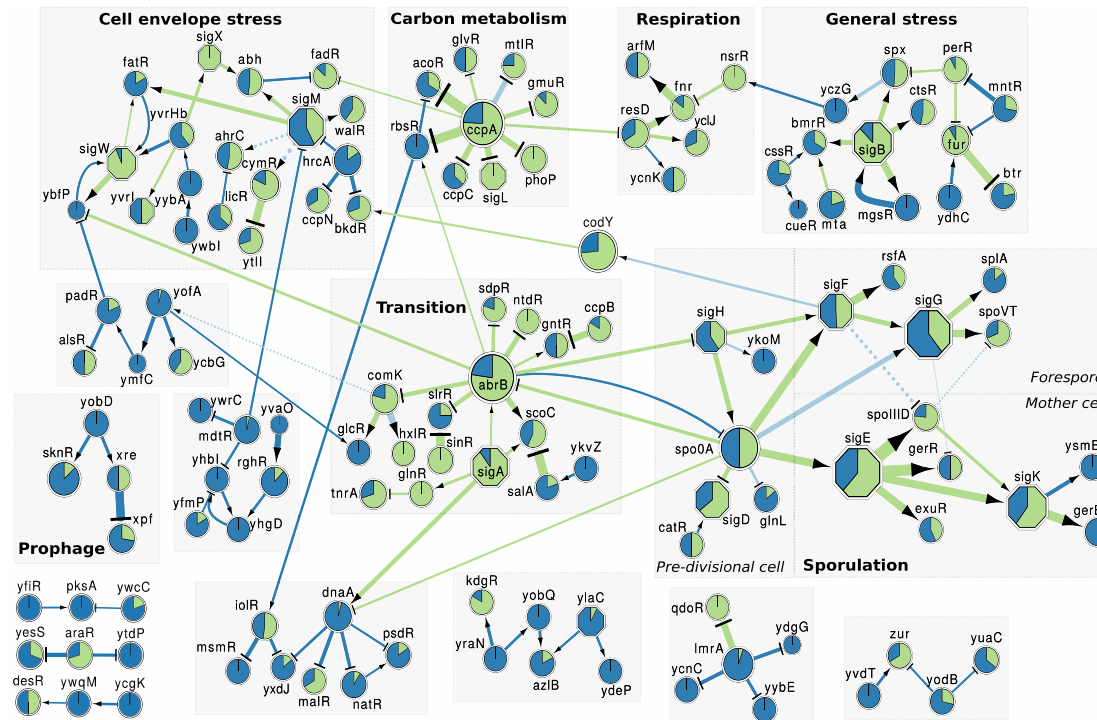 Cell envelope stress
Carbon metabolism
Respiration
General stress
sigX
fatR
abh
fadR
yvrHb
sigM
ahrC
walR
sigW
cymR
hrcA
licR
ybfP
yvrI
yybA
ccpN
bkdR
ywbI
ytlI
glvR
acoR
mtlR
gmuR
rbsR
ccpA
phoP
ccpC
sigL
arfM
nsrR
fnr
resD
yclJ
ycnK
spx
perR
yczG
ctsR
mntR
bmrR
sigB
fur
cssR
btr
cueR
mta
mgsR
ydhC
codY
padR
yofA
alsR
ymfC
ycbG
Transition
sdpR
ntdR
ccpB
gntR
abrB
comK
slrR
scoC
glcR
hxlR
sinR
ykvZ
glnR
sigA
tnrA
salA
sigH
ykoM
spo0A
sigD
glnL
catR
Pre-divisional cell
rsfA
splA
sigF
sigG
spoVT
Forespore
Mother ce
spoIIID
sigE
gerR
ysmB
sigK
exuR
gerE
Sporulation
yobD
sknR
xre
xpf
Prophage
ywrC
yvaO
mdtR
yhbI
rghR
yfmP
yhgD
yfiR
pksA
ywcC
yesS
araR
ytdP
desR
ywqM
ycgK
dnaA
iolR
psdR
msmR
yxdJ
malR
natR
kdgR
yobQ
ylaC
yraN
azlB
ydeP
qdoR
ydgG
lmrA
ycnC
yybE
zur
yuaC
yvdT
yodB